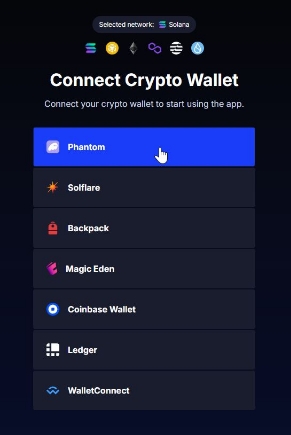 Selected network: Solana
Connect Crypto Wallet
Connect your crypto wallet to start using the app.
Phantom
Solflare
Backpack
Magic Eden
Coinbase Wallet
Ledger
WalletConnect